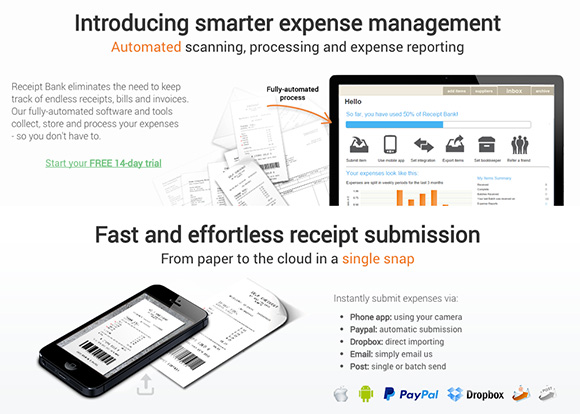 Introducing smarter expense management
Automated scanning, processing and expense reporting
Receipt Bank eliminates the need to keep
track of endless receipts, bills and invoices.
Our fully-automated software and tools
collect, store and process your expenses
- so you don't have to.
Start your FREE 14-day trial
Fully-automated
process
add items suppliers inbox archive
Hello
So far, you have used 50% of Receipt Bank!
Submit item Use mobile app Set integration Export items Set bookkeeper Refer a friend
Your expenses look like this:
Expenses are split in weekly periods for the last 3 months
Fast and effortless receipt submission
From paper to the cloud in a single snap
Instantly submit expenses via:
• Phone app: using your camera
• Paypal: automatic submission
• Dropbox: direct importing
• Email: simply email us
• Post: single or batch send
PayPal Dropbox